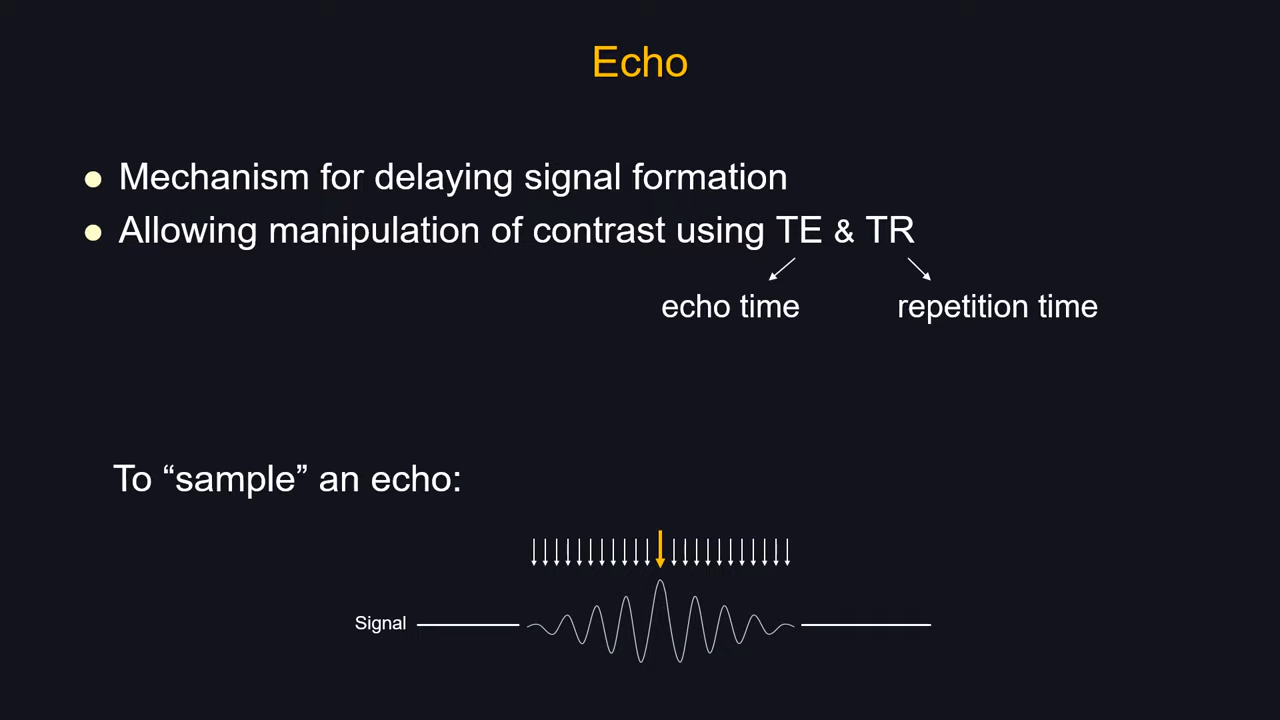 Echo
Mechanism for delaying signal formation
Allowing manipulation of contrast using TE & TR
echo time
repetition time
To “sample” an echo:
Signal